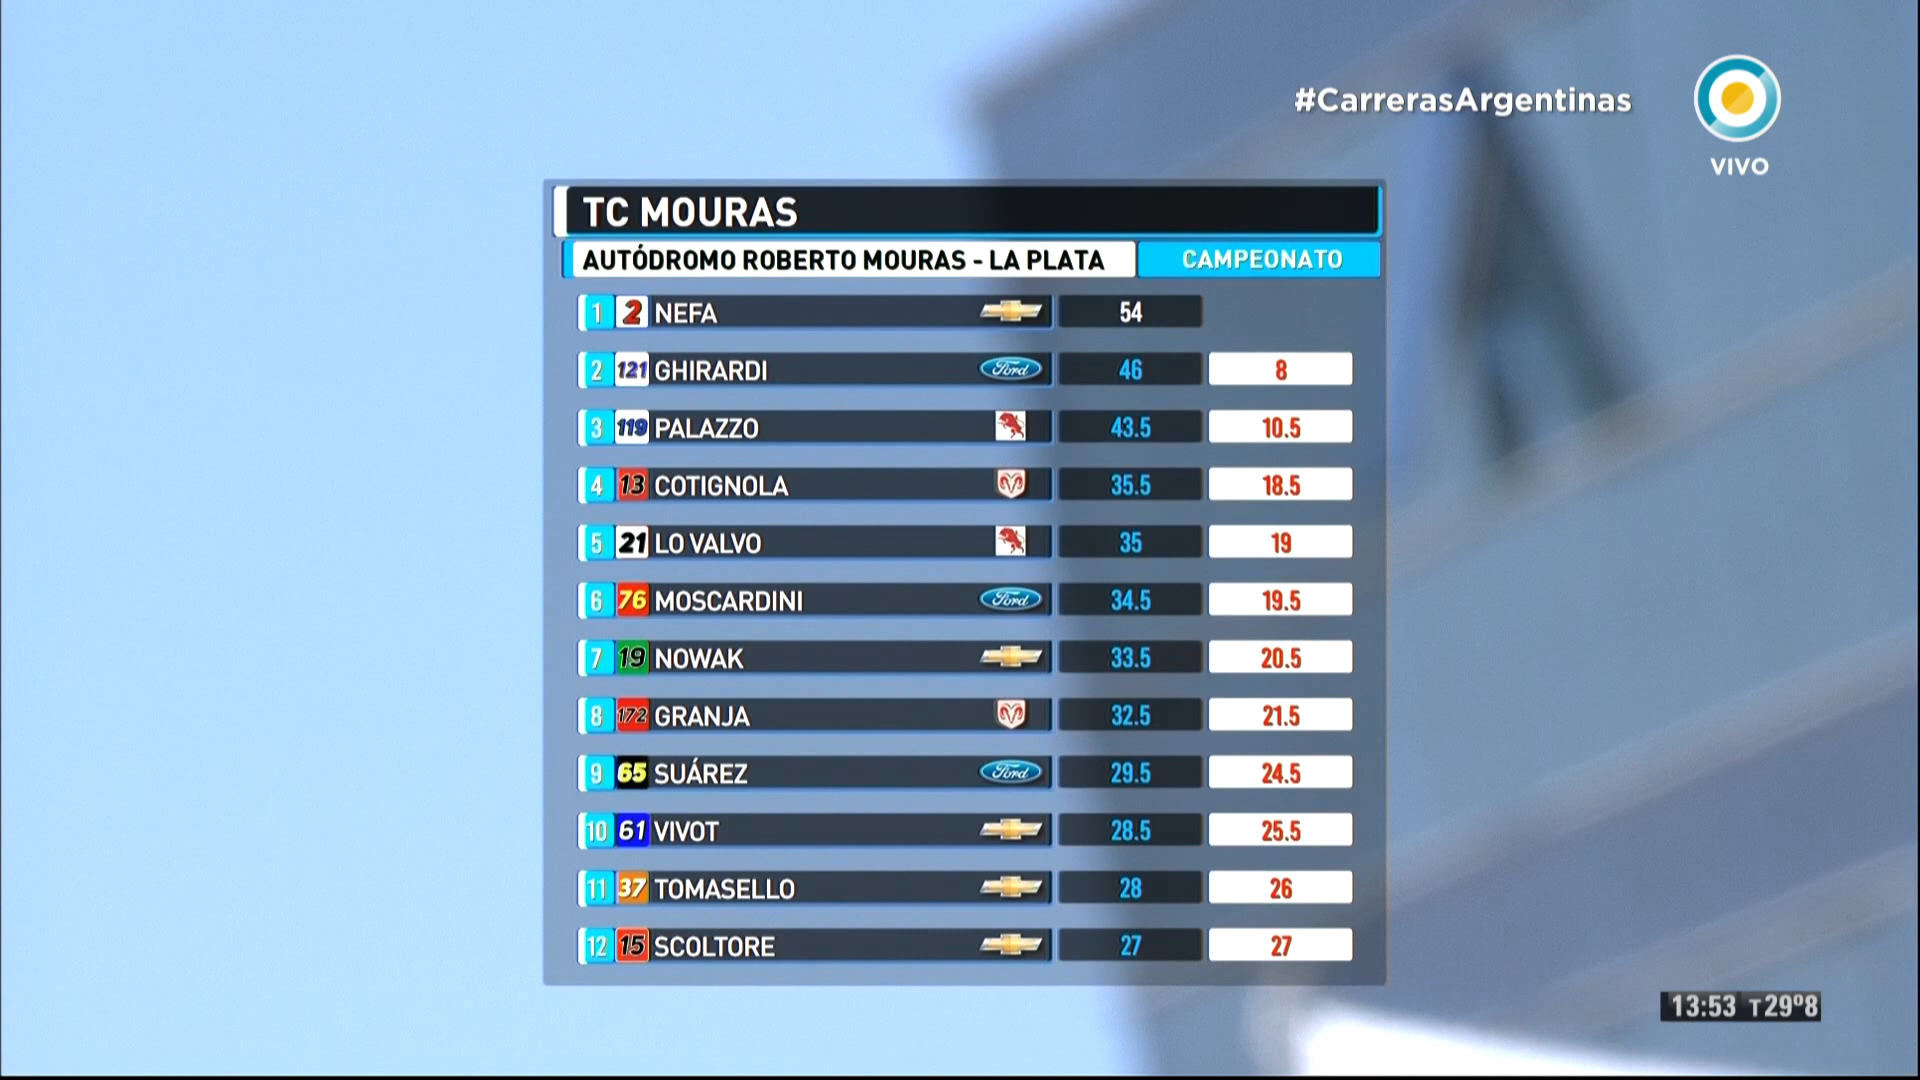 #CarrerasArgentinas
VIVO
TC MOURAS
AUTÓDROMO ROBERTO MOURAS - LA PLATA CAMPEONATO
1 2 NEFA 54
2 121 GHIRARDI Ford 46 8
3 119 PALAZZO 43.5 10.5
4 13 COTIGNOLA 35.5 18.5
5 21 LO VALVO 35 19
6 76 MOSCARDINI Ford 34.5 19.5
7 19 NOWAK 33.5 20.5
8 172 GRANJA 32.5 21.5
9 65 SUÁREZ Ford 29.5 24.5
10 61 VIVOT 28.5 25.5
11 37 TOMASELLO 28 26
12 15 SCOLTORE 27 27
13:53 T29º8